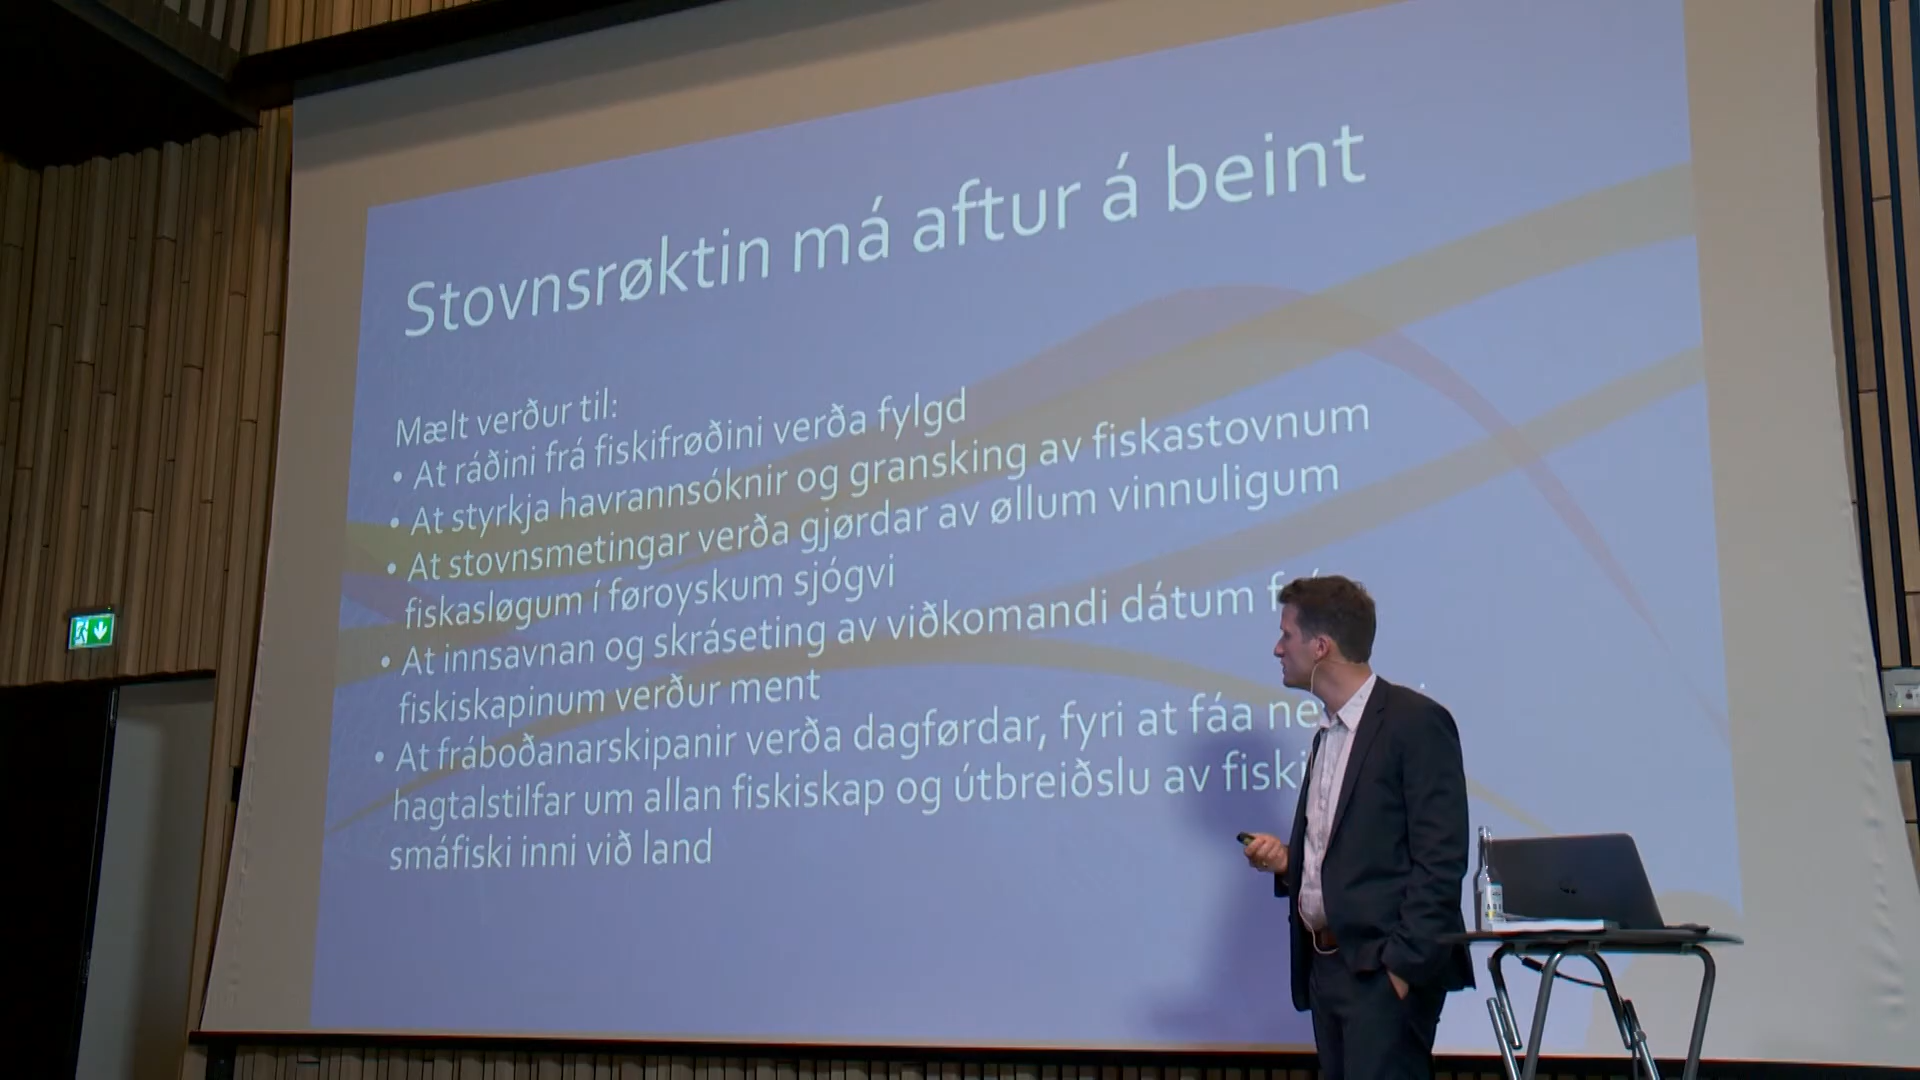 Stovnsrøktin má aftur á beint
Mælt verður til:
• At ráðini frá fiskifrøðini verða fylgd
• At styrkja havrannsóknir og gransking av fiskastovnum
• At stovnsmetingar verða gjørdar av øllum vinnuligum
fiskasløgum í føroyskum sjógvi
• At innsavnan og skráseting av viðkomandi dátum
fiskiskapinum verður ment
• At fráboðanarskipanir verða dagførdar, fyri at fáa
hagtalstilfar um allan fiskiskap og útbreiðslu av
smáfiski inni við land